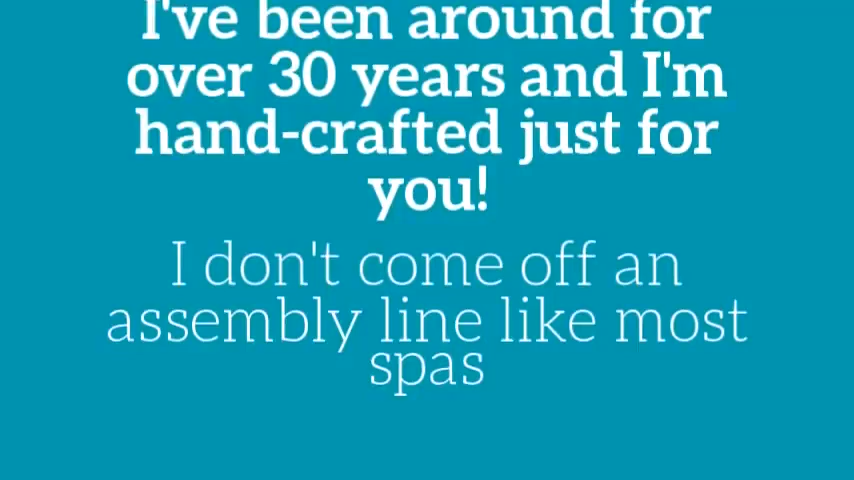 I've been around for
over 30 years and I'm
hand-crafted just for
you!
I don't come off an
assembly line like most
spas